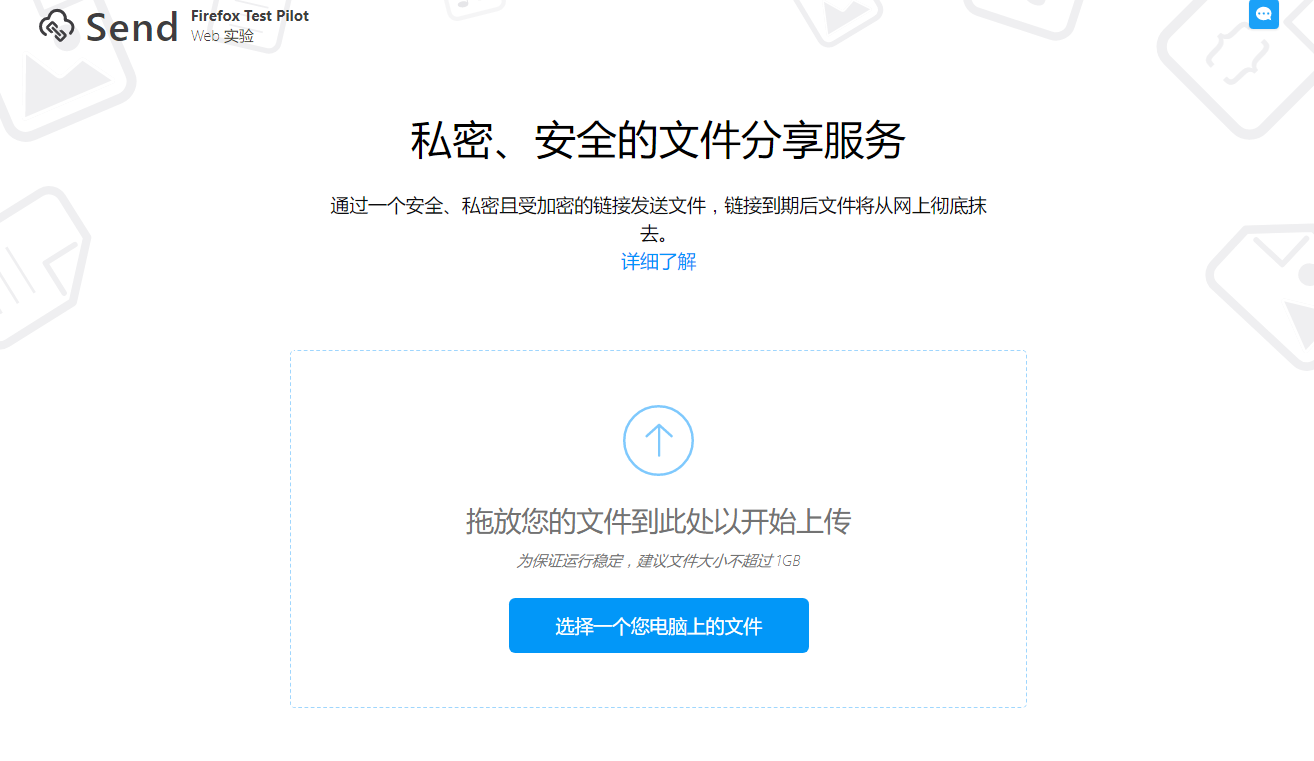 Send
Firefox Test Pilot
Web 实验
私密、安全的文件分享服务
通过一个安全、私密且受加密的链接发送文件，链接到期后文件将从网上彻底抹
去。
详细了解
拖放您的文件到此处以开始上传
为保证运行稳定，建议文件大小不超过 1GB
选择一个您电脑上的文件